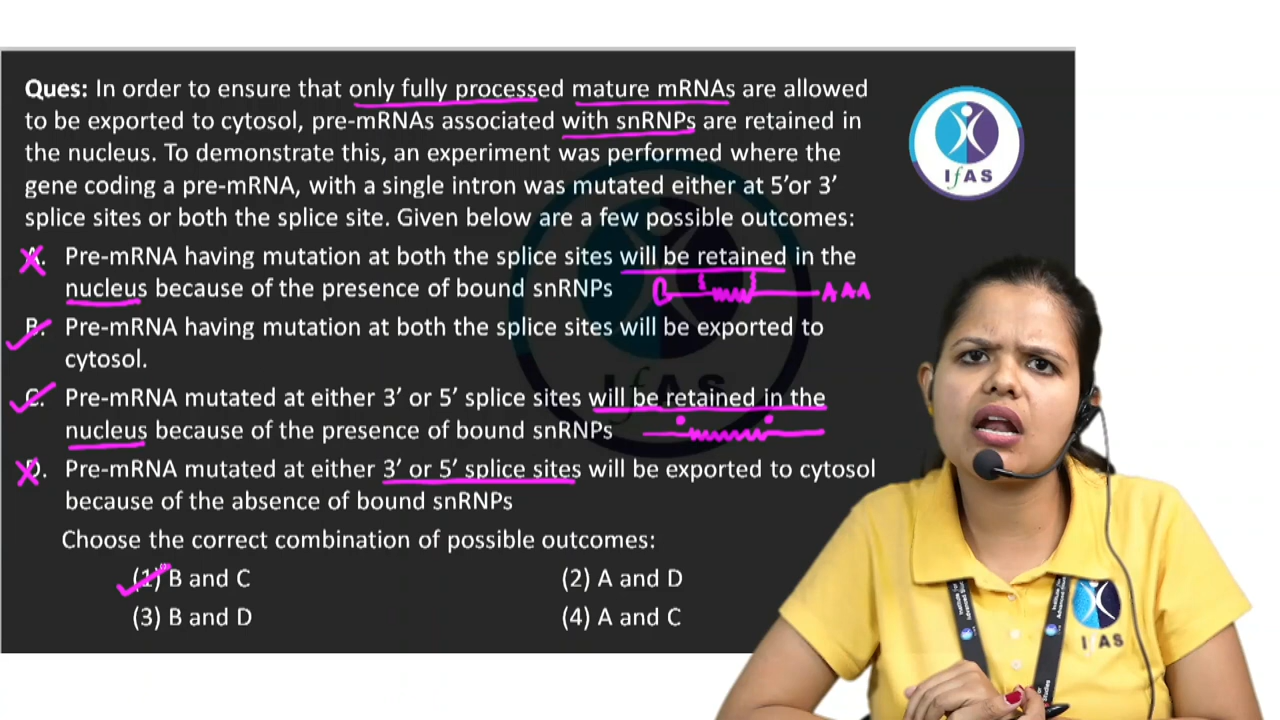 Ques: In order to ensure that only fully processed mature mRNAs are allowed
to be exported to cytosol, pre-mRNAs associated with snRNPs are retained in
the nucleus. To demonstrate this, an experiment was performed where the
gene coding a pre-mRNA, with a single intron was mutated either at 5’or 3’
splice sites or both the splice site. Given below are a few possible outcomes:
IfAS
A. Pre-mRNA having mutation at both the splice sites will be retained in the
nucleus because of the presence of bound snRNPs
AAA
B. Pre-mRNA having mutation at both the splice sites will be exported to
cytosol.
IfAS
C. Pre-mRNA mutated at either 3’ or 5’ splice sites will be retained in the
nucleus because of the presence of bound snRNPs
D. Pre-mRNA mutated at either 3’ or 5’ splice sites will be exported to cytosol
because of the absence of bound snRNPs
Choose the correct combination of possible outcomes:
(1) B and C (2) A and D
(3) B and D (4) A and C
IfAS